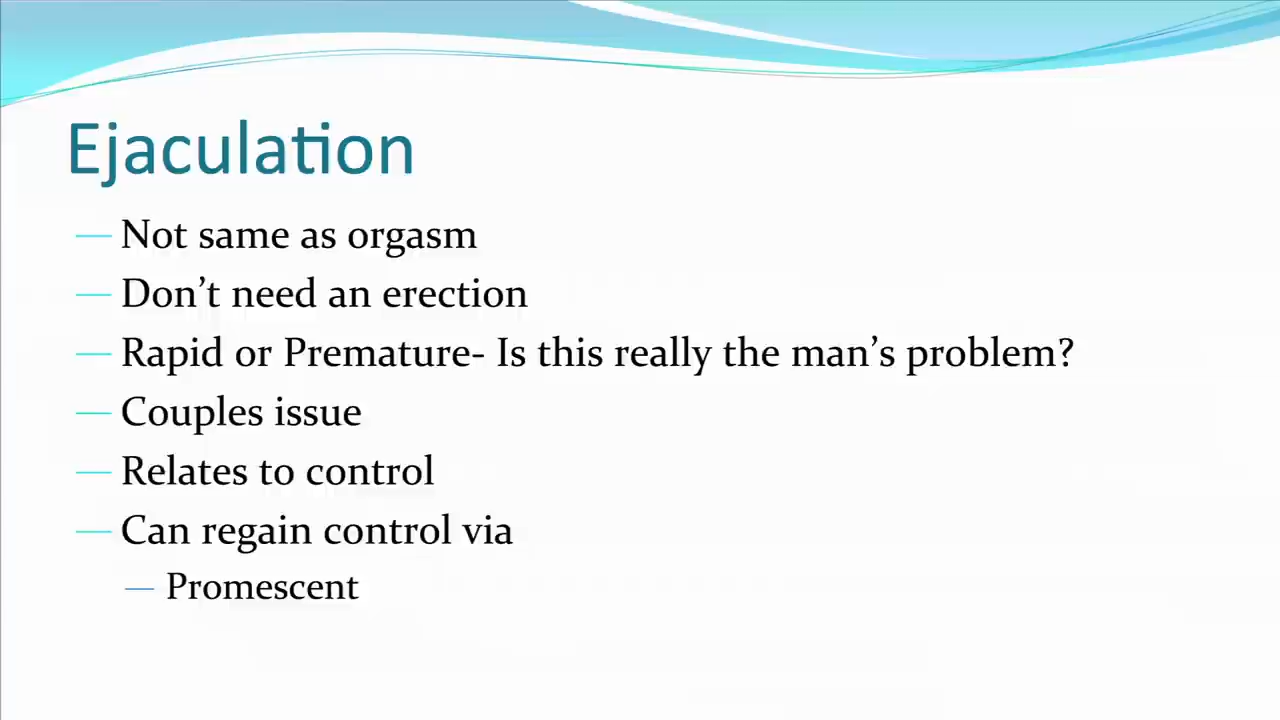 Ejaculation
— Not same as orgasm
— Don’t need an erection
— Rapid or Premature- Is this really the man’s problem?
— Couples issue
— Relates to control
— Can regain control via
— Promescent